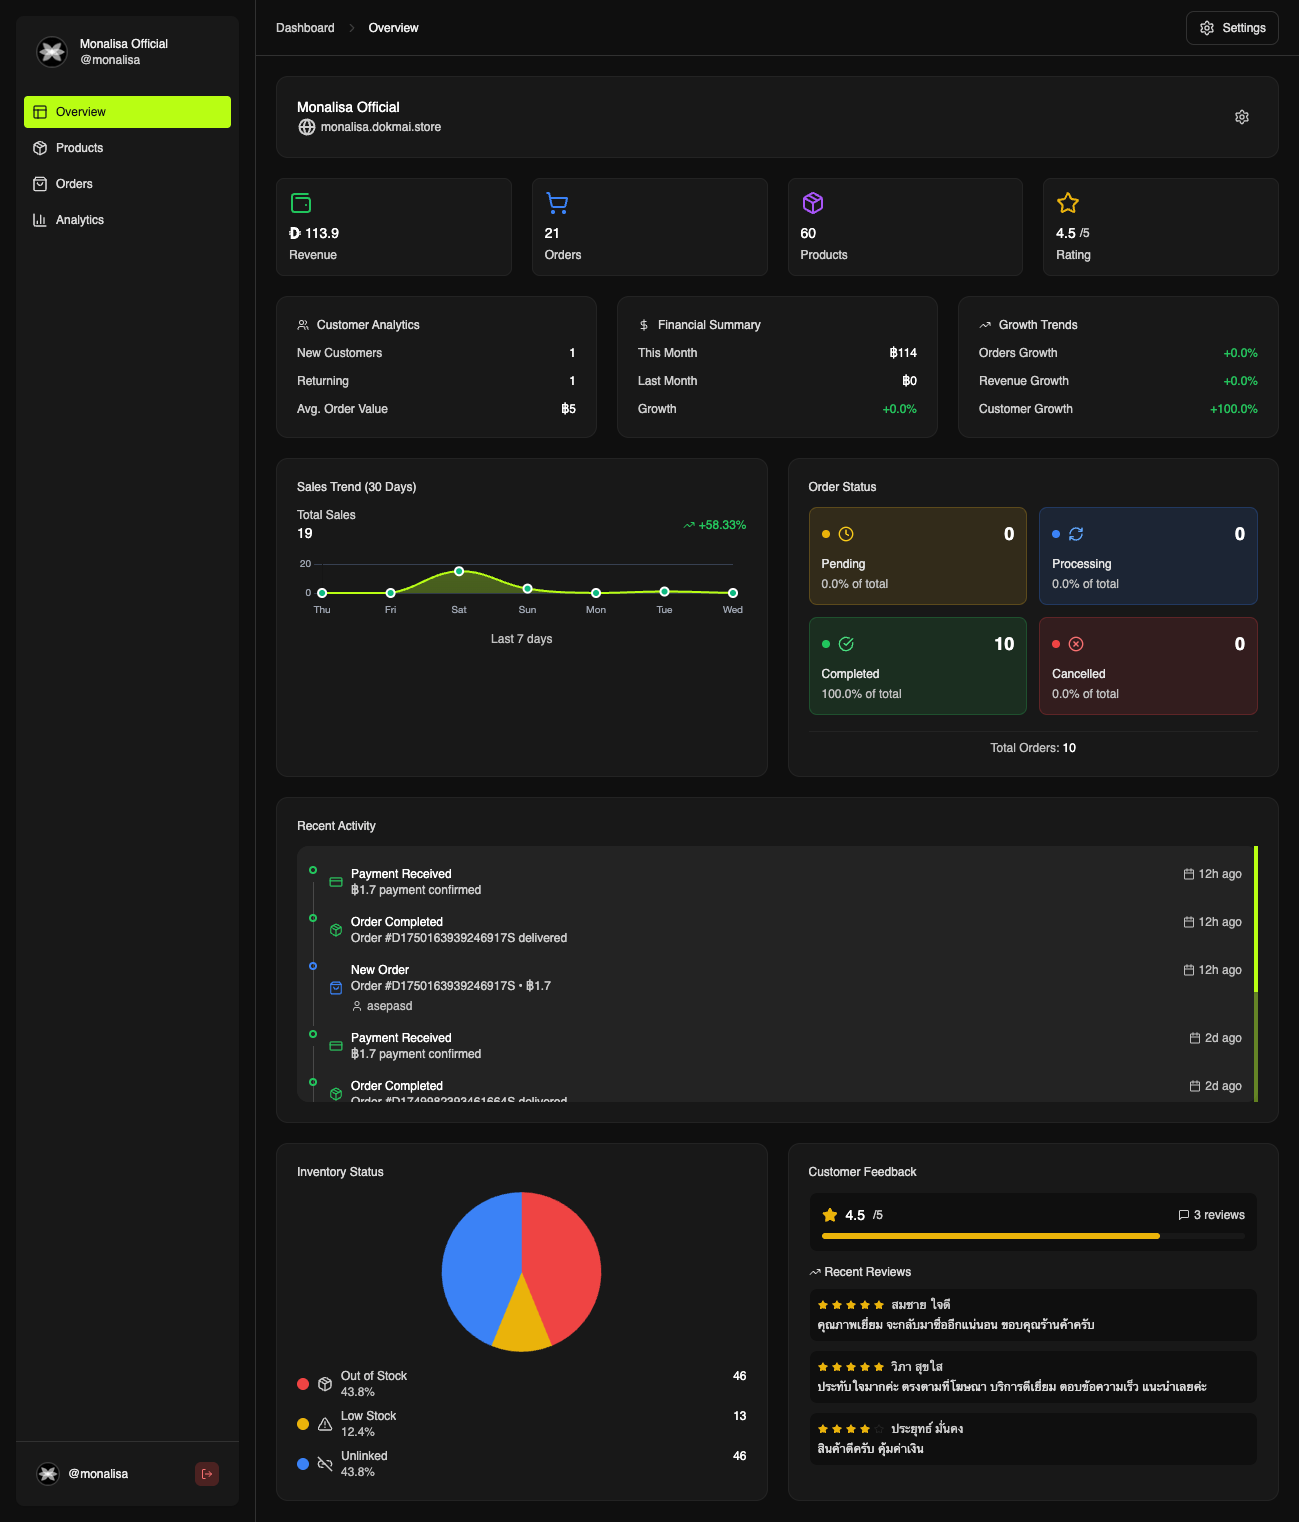 Monalisa Official
@monalisa
Overview
Products
Orders
Analytics
@monalisa
Dashboard
Overview
Settings
Monalisa Official
monalisa.dokmai.store
113.9
Revenue
21
Orders
60
Products
4.5 /5
Rating
Customer Analytics
New Customers 1
Returning 1
Avg. Order Value ฿5
Financial Summary
This Month ฿114
Last Month ฿0
Growth +0.0%
Growth Trends
Orders Growth +0.0%
Revenue Growth +0.0%
Customer Growth +100.0%
Sales Trend (30 Days)
Total Sales
19
+58.33%
20
0
Thu Fri Sat Sun Mon Tue Wed
Last 7 days
Order Status
0
Pending
0.0% of total
0
Processing
0.0% of total
10
Completed
100.0% of total
0
Cancelled
0.0% of total
Total Orders: 10
Recent Activity
Payment Received 12h ago
฿1.7 payment confirmed
Order Completed 12h ago
Order #D1750163939246917S delivered
New Order 12h ago
Order #D1750163939246917S • ฿1.7
asepasd
Payment Received 2d ago
฿1.7 payment confirmed
Order Completed 2d ago
Order #D1749982393461664S delivered
Inventory Status
Out of Stock 46
43.8%
Low Stock 13
12.4%
Unlinked 46
43.8%
Customer Feedback
4.5 /5 3 reviews
Recent Reviews
สมชาย ใจดี
คุณภาพเยี่ยม จะกลับมาซื้ออีกแน่นอน ขอบคุณร้านค้าครับ
วิภา สุขใส
ประทับใจมากค่ะ ตรงตามที่โฆษณา บริการดีเยี่ยม ตอบข้อความเร็ว แนะนำเลยค่ะ
ประยุทธ์ มั่นคง
สินค้าดีครับ คุ้มค่าเงิน